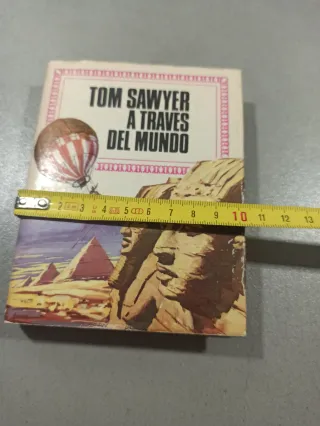 TOM SAWYER
A TRAVES
DEL MUNDO
2 3 4 5 6 7 8 9 10 11 12 13